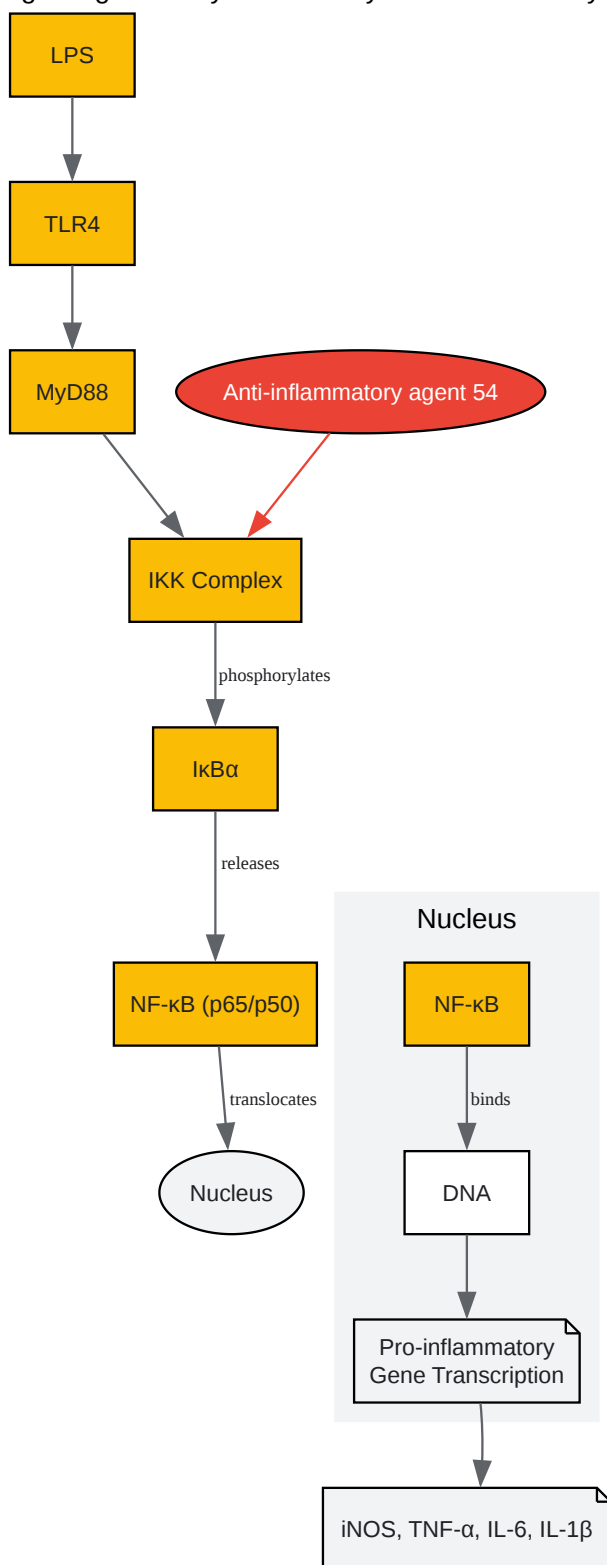 LPS
TLR4
MyD88
Anti-inflammatory agent 54
IKK Complex
phosphorylates
IκBα
releases
Nucleus
NF-κB (p65/p50)
NF-κB
translocates
binds
Nucleus
DNA
Pro-inflammatory
Gene Transcription
iNOS, TNF-α, IL-6, IL-1β